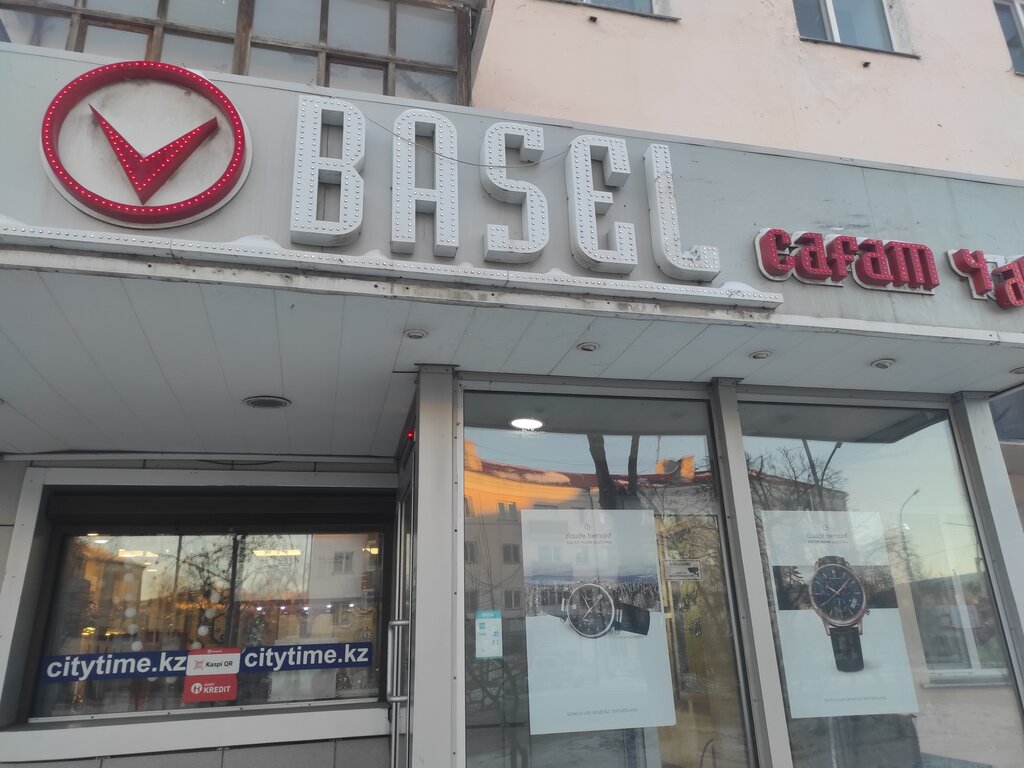 BASEL
сағат ча
citytime.kz
Kaspi QR
KREDIT
citytime.kz
claude bernard
claude bernard